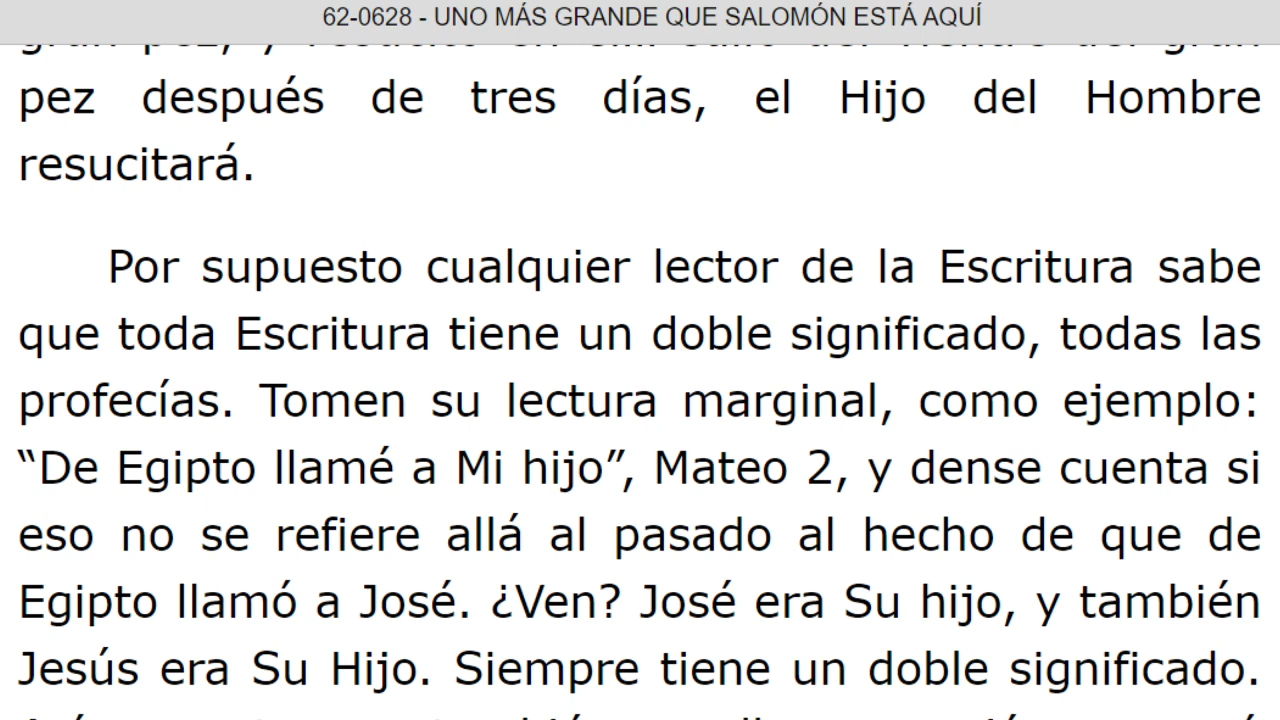 62-0628 - UNO MÁS GRANDE QUE SALOMÓN ESTÁ AQUÍ
pez después de tres días, el Hijo del Hombre
resucitará.
Por supuesto cualquier lector de la Escritura sabe
que toda Escritura tiene un doble significado, todas las
profecías. Tomen su lectura marginal, como ejemplo:
“De Egipto llamé a Mi hijo”, Mateo 2, y dense cuenta si
eso no se refiere allá al pasado al hecho de que de
Egipto llamó a José. ¿Ven? José era Su hijo, y también
Jesús era Su Hijo. Siempre tiene un doble significado.